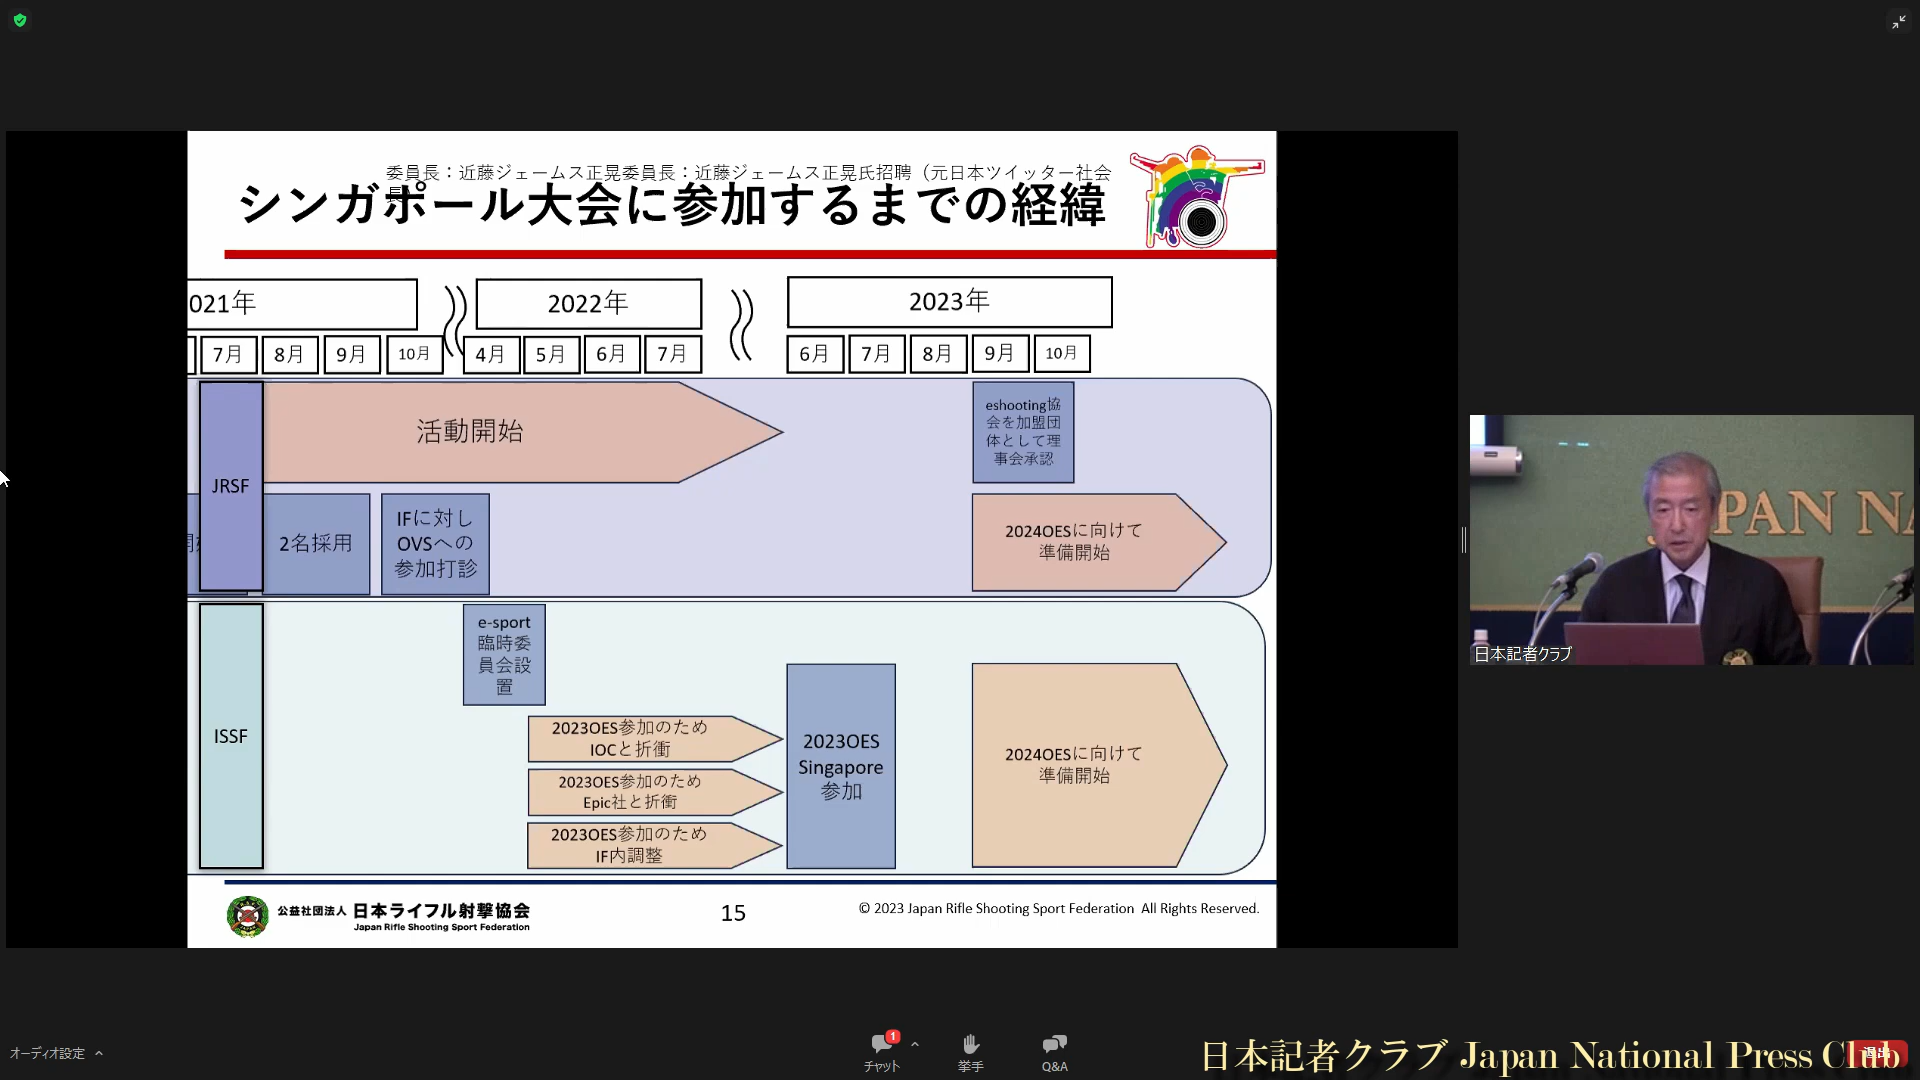 委員長：近藤ジェームス正晃委員長：近藤ジェームス正晃氏招聘（元日本ツイッター社会
シンガポール大会に参加するまでの経緯
021年
2022年
2023年
7月
8月
9月
10月
4月
5月
6月
7月
6月
7月
8月
9月
10月
JRSF
活動開始
eshooting協
会を加盟団
体として理
事会承認
2名採用
IFに対し
OVSへの
参加打診
2024OESに向けて
準備開始
ISSF
e-sport
臨時委
員会設
置
2023OES参加のため
IOCと折衝
2023OES参加のため
Epic社と折衝
2023OES参加のため
IF内調整
2023OES
Singapore
参加
2024OESに向けて
準備開始
公益社団法人 日本ライフル射撃協会
Japan Rifle Shooting Sport Federation
15
© 2023 Japan Rifle Shooting Sport Federation All Rights Reserved.
JAPAN NA
日本記者クラブ
オーディオ設定
1
チャット
挙手
Q&A
日本記者クラブ Japan National Press Club
退出